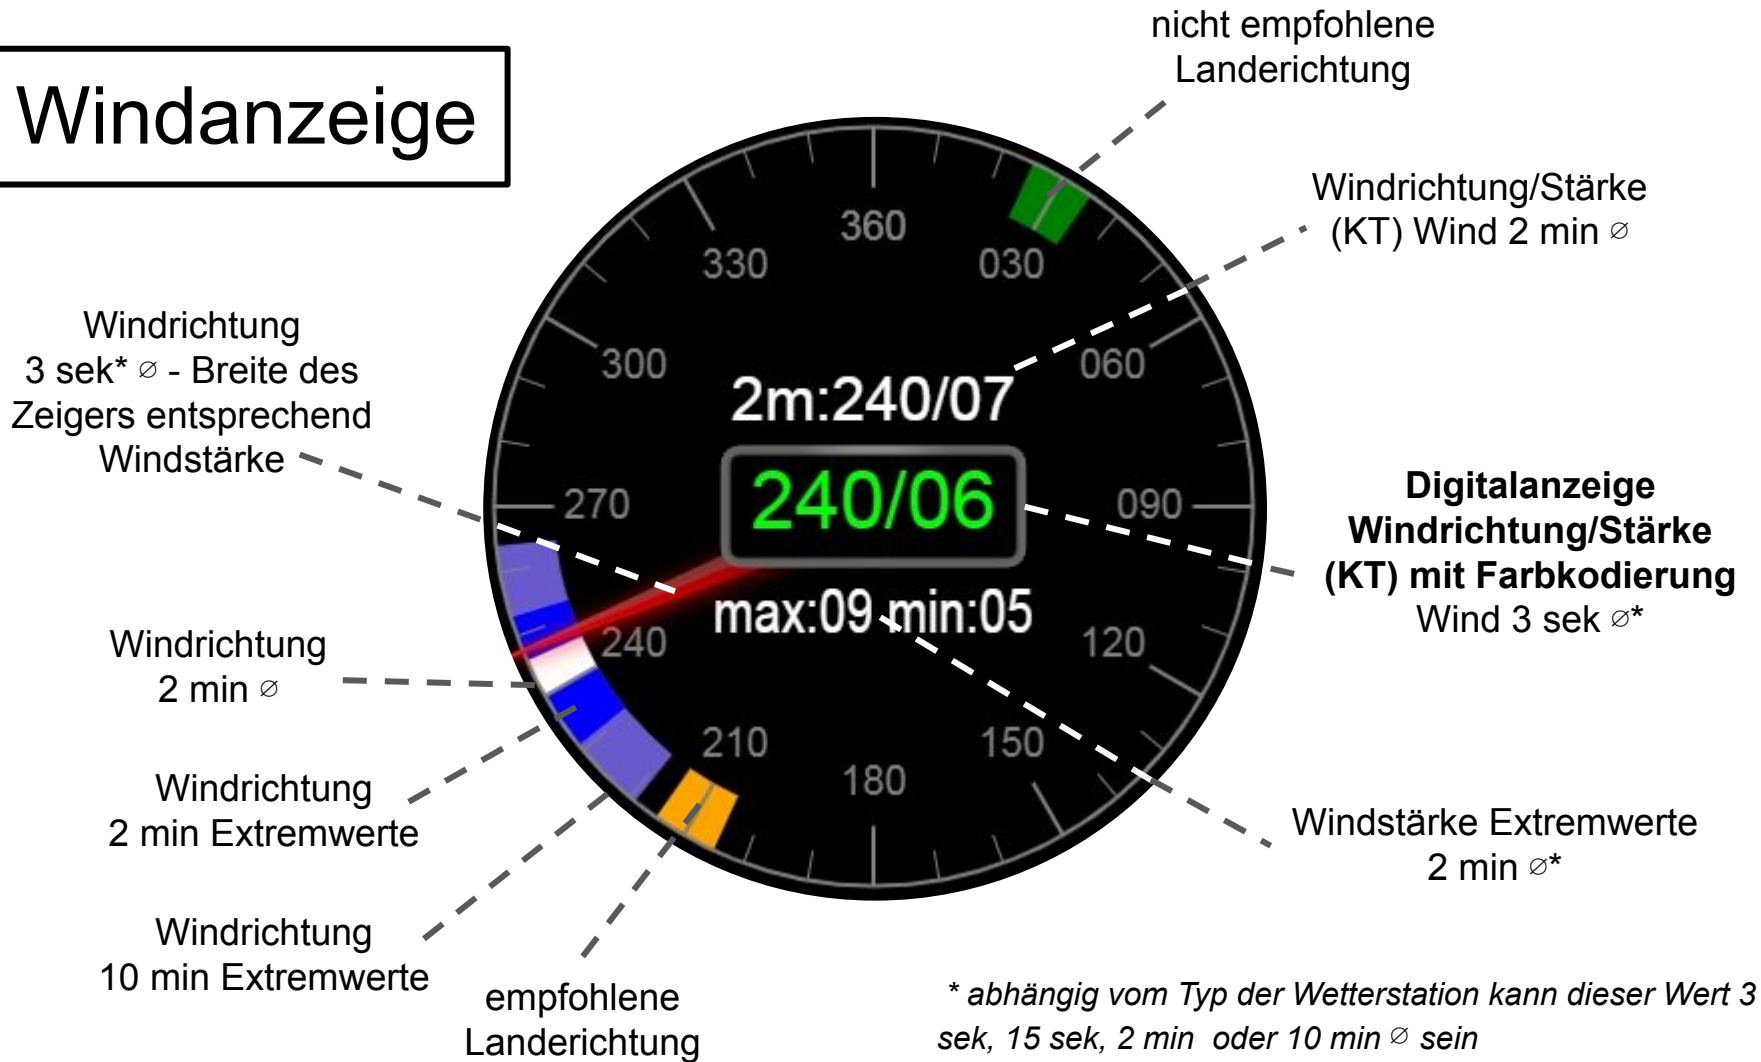 Windanzeige
nicht empfohlene
Landerichtung
Windrichtung/Stärke
(KT) Wind 2 min ∅
Windrichtung
3 sek* ∅ - Breite des
Zeigers entsprechend
Windstärke
360
030
060
090
120
150
180
210
240
270
300
330
2m:240/07
240/06
max:09 min:05
Digitalanzeige
Windrichtung/Stärke
(KT) mit Farbkodierung
Wind 3 sek ∅*
Windrichtung
2 min ∅
Windrichtung
2 min Extremwerte
Windrichtung
10 min Extremwerte
empfohlene
Landerichtung
Windstärke Extremwerte
2 min ∅*
* abhängig vom Typ der Wetterstation kann dieser Wert 3
sek, 15 sek, 2 min oder 10 min ∅ sein